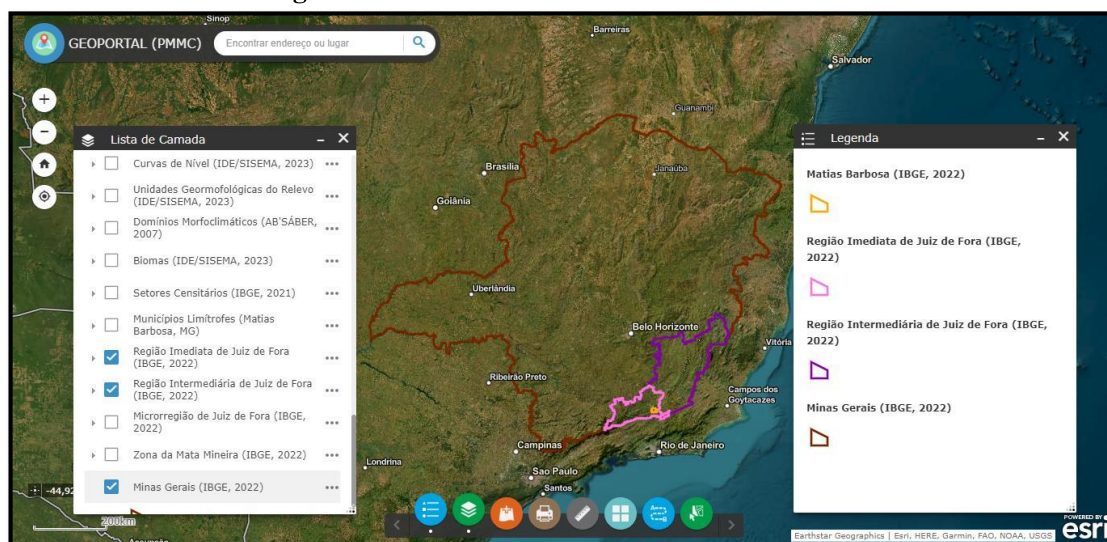 GEOPORTAL (PMMC)
Encontrar endereço ou lugar
Sinop
Barreiras
Salvador
Guanambi
Brasília
Janaúba
Goiânia
Uberlândia
Belo Horizonte
Vitória
Ribeirão Preto
Campos dos
Goytacazes
Campinas
Rio de Janeiro
Londrina
Sao Paulo
Santos
Lista de Camada
Curvas de Nível (IDE/SISEMA, 2023)
Unidades Geormofológicas do Relevo
(IDE/SISEMA, 2023)
Domínios Morfoclimáticos (AB'SÁBER,
2007)
Biomas (IDE/SISEMA, 2023)
Setores Censitários (IBGE, 2021)
Municípios Limítrofes (Matias
Barbosa, MG)
Região Imediata de Juiz de Fora
(IBGE, 2022)
Região Intermediária de Juiz de Fora
(IBGE, 2022)
Microrregião de Juiz de Fora (IBGE,
2022)
Zona da Mata Mineira (IBGE, 2022)
Minas Gerais (IBGE, 2022)
Legenda
Matias Barbosa (IBGE, 2022)
Região Imediata de Juiz de Fora (IBGE,
2022)
Região Intermediária de Juiz de Fora (IBGE,
2022)
Minas Gerais (IBGE, 2022)
-44,92
200km
Earthstar Geographics | Esri, HERE, Garmin, FAO, NOAA, USGS
POWERED BY
esri